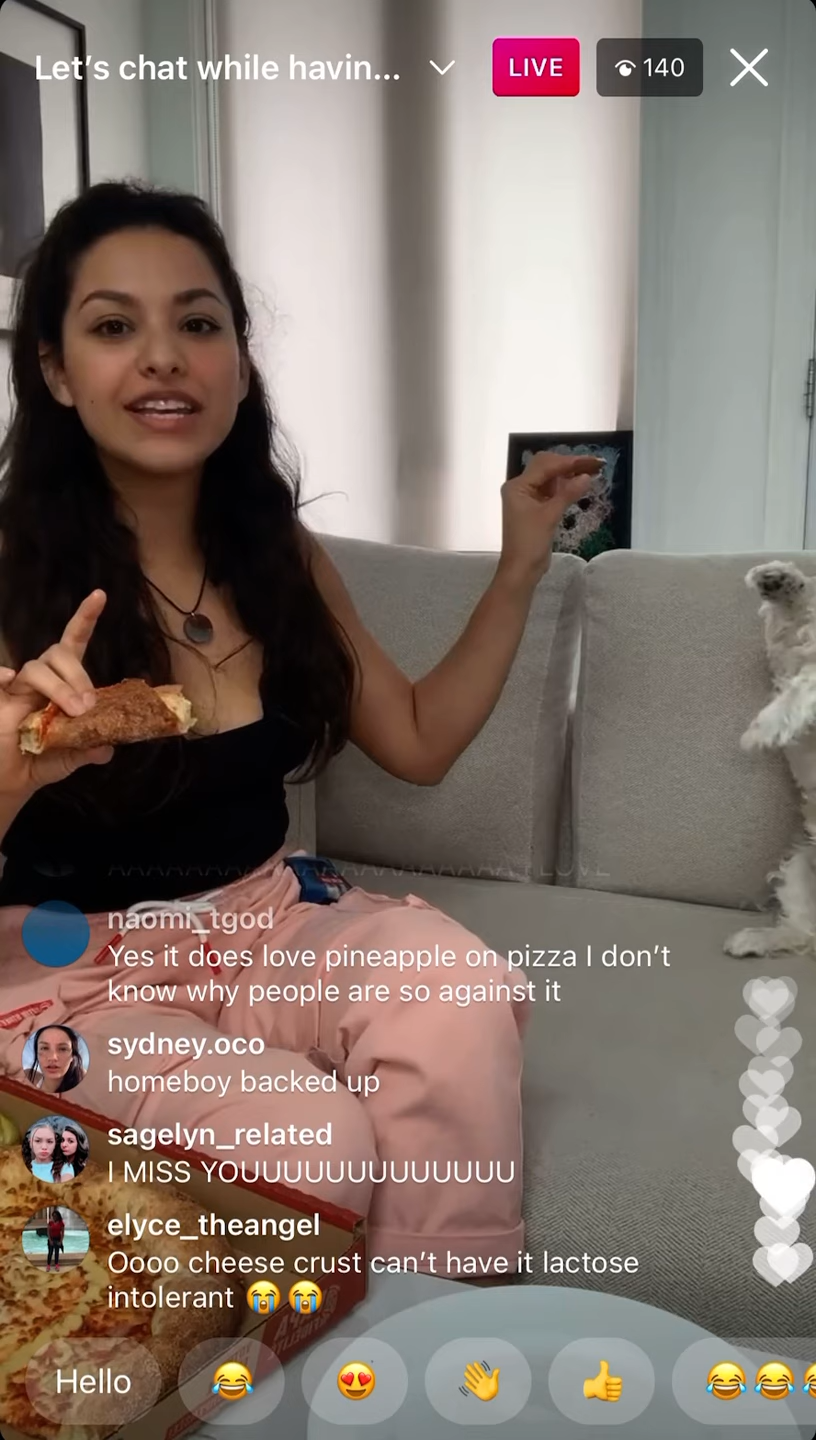 Let's chat while havin...
LIVE
140
naomi_tgod
Yes it does love pineapple on pizza I don't
know why people are so against it
sydney.oco
homeboy backed up
sagelyn_related
I MISS YOUUUUUUUUUUUUUU
elyce_theangel
Oooo cheese crust can't have it lactose
intolerant 😭😭
Hello 😂 😍 👋 👍 😂😂